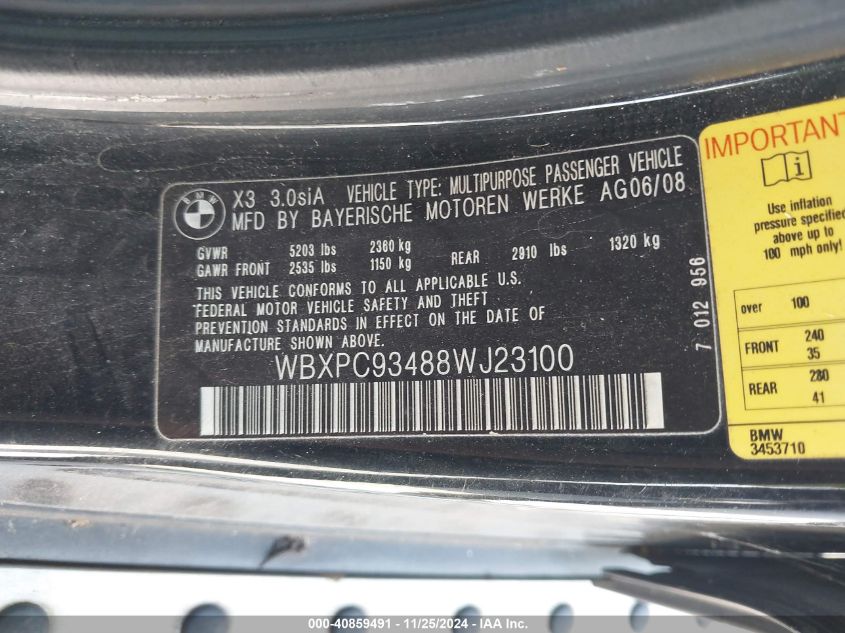 BMW
X3 3.0siA VEHICLE TYPE: MULTIPURPOSE PASSENGER VEHICLE
MFD BY BAYERISCHE MOTOREN WERKE AG06/08
GVWR 5203 lbs 2360 kg
GAWR FRONT 2535 lbs 1150 kg REAR 2910 lbs 1320 kg
THIS VEHICLE CONFORMS TO ALL APPLICABLE U.S.
FEDERAL MOTOR VEHICLE SAFETY AND THEFT
PREVENTION STANDARDS IN EFFECT ON THE DATE OF
MANUFACTURE SHOWN ABOVE.
WBXPC93488WJ23100
7 012 956
IMPORTANT
i
Use inflation
pressure specified
above up to
100 mph only!
over 100
FRONT 240
35
REAR 280
41
BMW
3453710
000-40859491 - 11/25/2024 - IAAI.COM